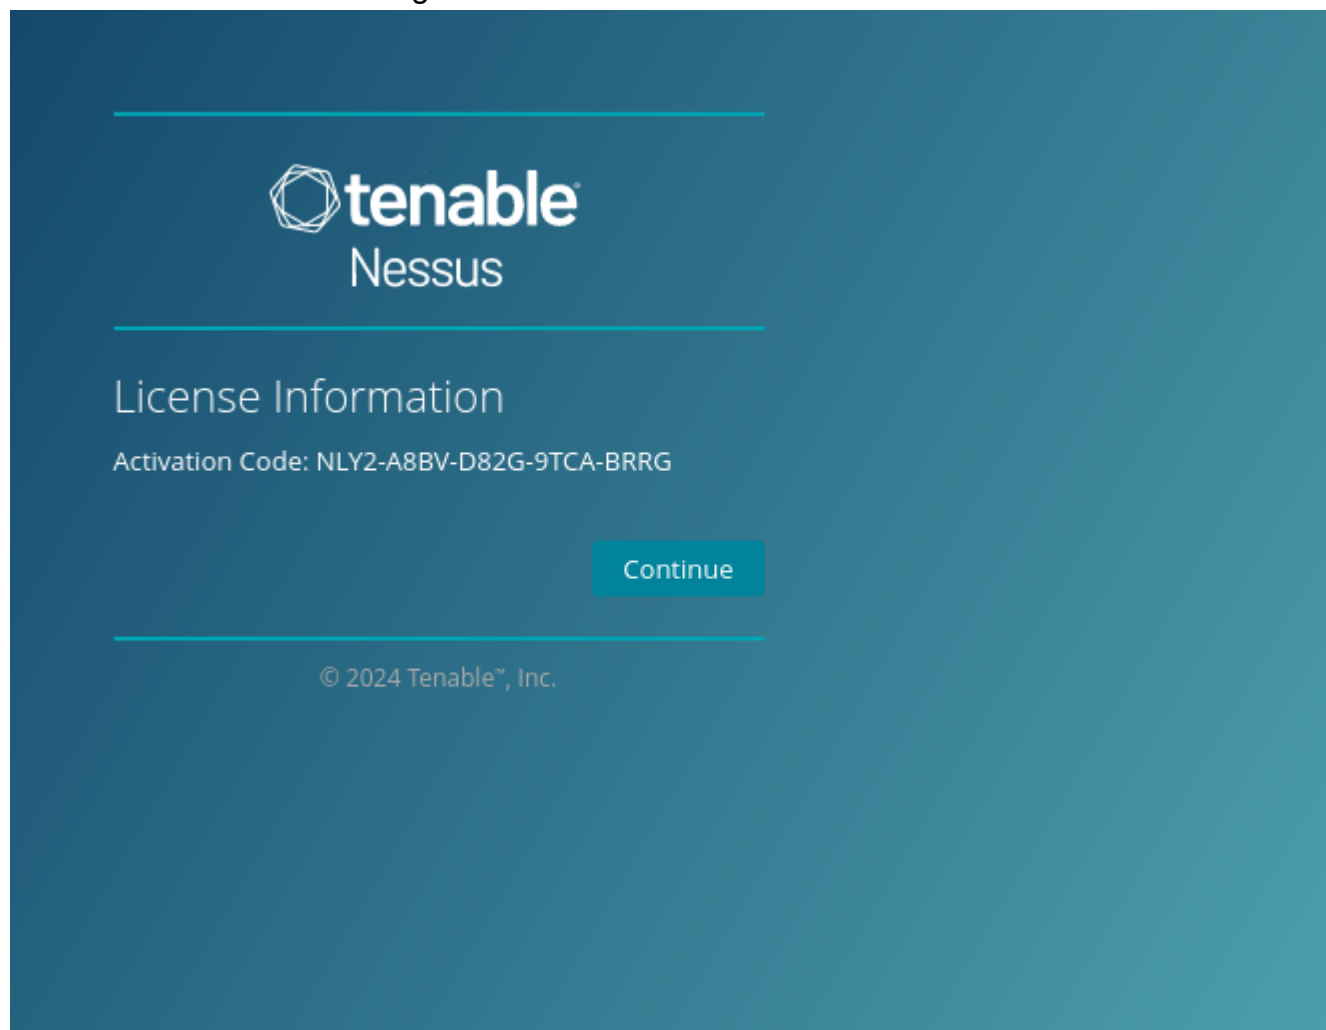 tenable
Nessus
License Information
Activation Code: NLY2-A8BV-D82G-9TCA-BRRG
Continue
© 2024 Tenable™, Inc.